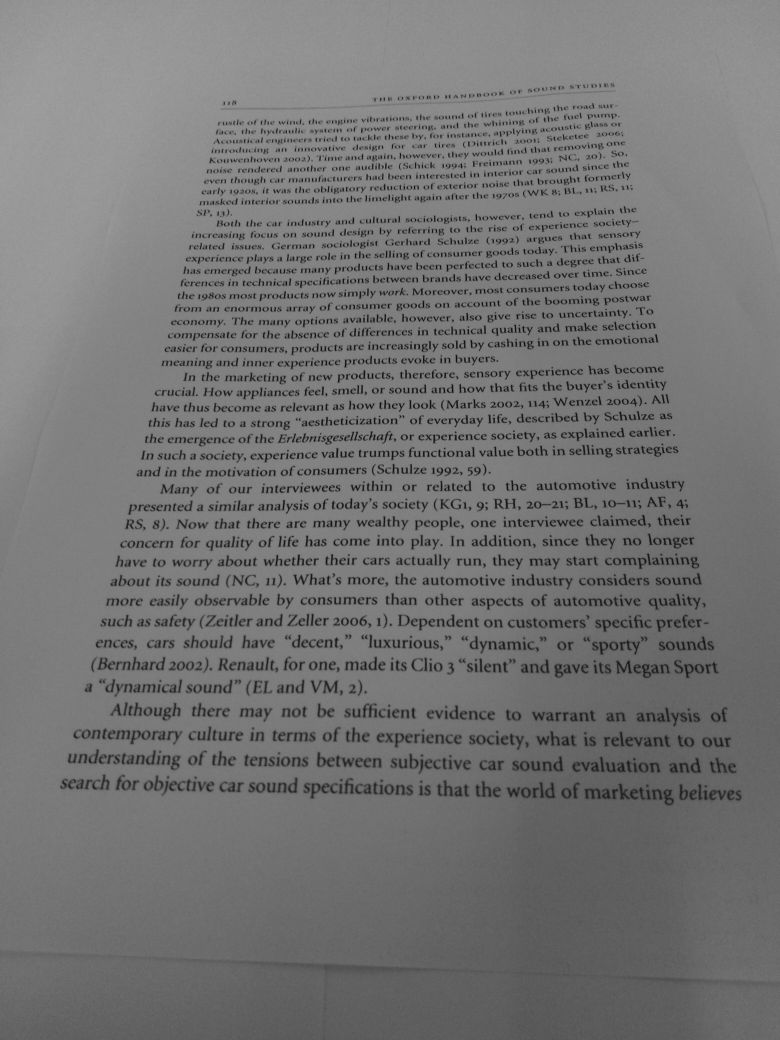 118 THE OXFORD HANDBOOK OF SOUND STUDIES
rustle of the wind, the engine vibrations, the sound of tires touching the road sur-
face, the hydraulic system of power steering, and the whining of the fuel pump.
Acoustical engineers tried to tackle these by, for instance, applying acoustic glass or
introducing an innovative design for car tires (Dittrich 2001; Steketee 2006;
Kouwenhoven 2002). Time and again, however, they would find that removing one
noise rendered another one audible (Schick 1994; Freimann 1993; NC, 20). So,
even though car manufacturers had been interested in interior car sound since the
early 1920s, it was the obligatory reduction of exterior noise that brought formerly
masked interior sounds into the limelight again after the 1970s (WK 8; BL, 11; RS, 11;
SP, 13).
Both the car industry and cultural sociologists, however, tend to explain the
increasing focus on sound design by referring to the rise of experience society–
related issues. German sociologist Gerhard Schulze (1992) argues that sensory
experience plays a large role in the selling of consumer goods today. This emphasis
has emerged because many products have been perfected to such a degree that dif-
ferences in technical specifications between brands have decreased over time. Since
the 1980s most products now simply work. Moreover, most consumers today choose
from an enormous array of consumer goods on account of the booming postwar
economy. The many options available, however, also give rise to uncertainty. To
compensate for the absence of differences in technical quality and make selection
easier for consumers, products are increasingly sold by cashing in on the emotional
meaning and inner experience products evoke in buyers.
In the marketing of new products, therefore, sensory experience has become
crucial. How appliances feel, smell, or sound and how that fits the buyer's identity
have thus become as relevant as how they look (Marks 2002, 114; Wenzel 2004). All
this has led to a strong "aestheticization" of everyday life, described by Schulze as
the emergence of the Erlebnisgesellschaft, or experience society, as explained earlier.
In such a society, experience value trumps functional value both in selling strategies
and in the motivation of consumers (Schulze 1992, 59).
Many of our interviewees within or related to the automotive industry
presented a similar analysis of today's society (KG1, 9; RH, 20–21; BL, 10–11; AF, 4;
RS, 8). Now that there are many wealthy people, one interviewee claimed, their
concern for quality of life has come into play. In addition, since they no longer
have to worry about whether their cars actually run, they may start complaining
about its sound (NC, 11). What's more, the automotive industry considers sound
more easily observable by consumers than other aspects of automotive quality,
such as safety (Zeitler and Zeller 2006, 1). Dependent on customers' specific prefer-
ences, cars should have "decent," "luxurious," "dynamic," or "sporty" sounds
(Bernhard 2002). Renault, for one, made its Clio 3 "silent" and gave its Megan Sport
a "dynamical sound" (EL and VM, 2).
Although there may not be sufficient evidence to warrant an analysis of
contemporary culture in terms of the experience society, what is relevant to our
understanding of the tensions between subjective car sound evaluation and the
search for objective car sound specifications is that the world of marketing believes